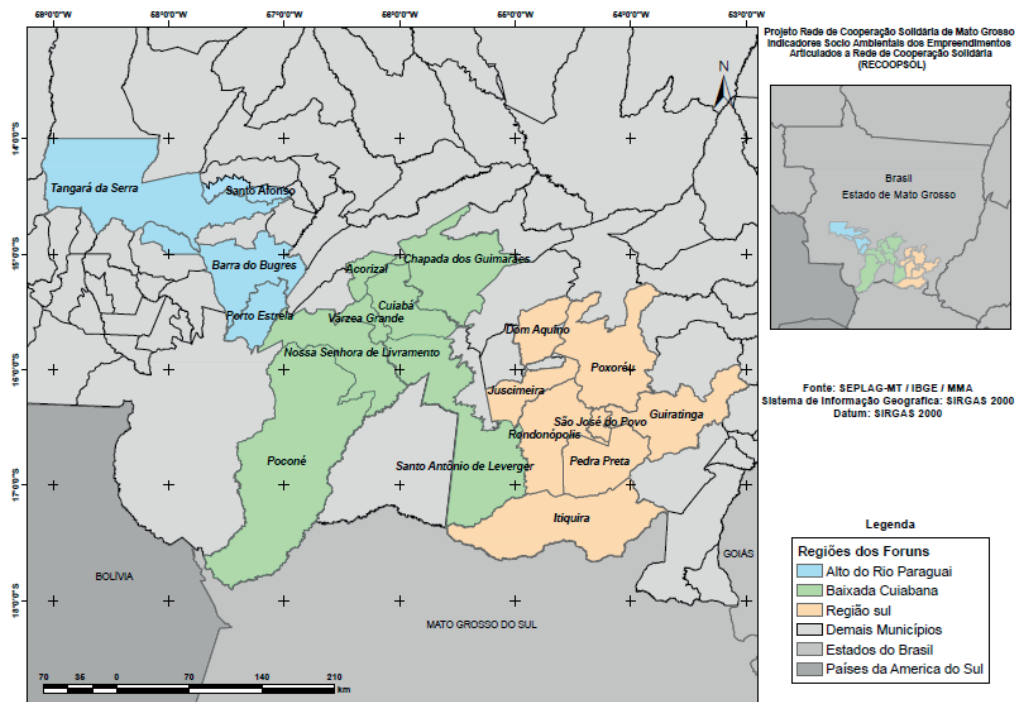 69°0'0"W 58°0'0"W 67°0'0"W 56°0'0"W 55°0'0"W 54°0'0"W 53°0'0"W
Projeto Rede de Cooperação Solidária de Mato Grosso
Indicadores Socio Ambientais dos Empreendimentos
Articulados a Rede de Cooperação Solidária
(RECOOPSOL)
N
14°0'0"S
Tangará da Serra
Santo Afonso
15°0'0"S
Barra do Bugres
Acorizal
Chapada dos Guimarães
Cuiabá
Porto Estrela
Várzea Grande
Dom Aquino
Nossa Senhora de Livramento
16°0'0"S
Poxoréu
Juscimeira
Guiratinga
São José do Povo
Rondonópolis
Poconé
Santo Antônio de Leverger
Pedra Preta
17°0'0"S
Itiquira
BOLÍVIA
GOIÁS
18°0'0"S
MATO GROSSO DO SUL
70 35 0 70 140 210
km
Brasil
Estado de Mato Grosso
Fonte: SEPLAG-MT / IBGE / MMA
Sistema de Informação Geografica: SIRGAS 2000
Datum: SIRGAS 2000
Legenda
Regiões dos Foruns
Alto do Rio Paraguai
Baixada Cuiabana
Região sul
Demais Municípios
Estados do Brasil
Países da America do Sul